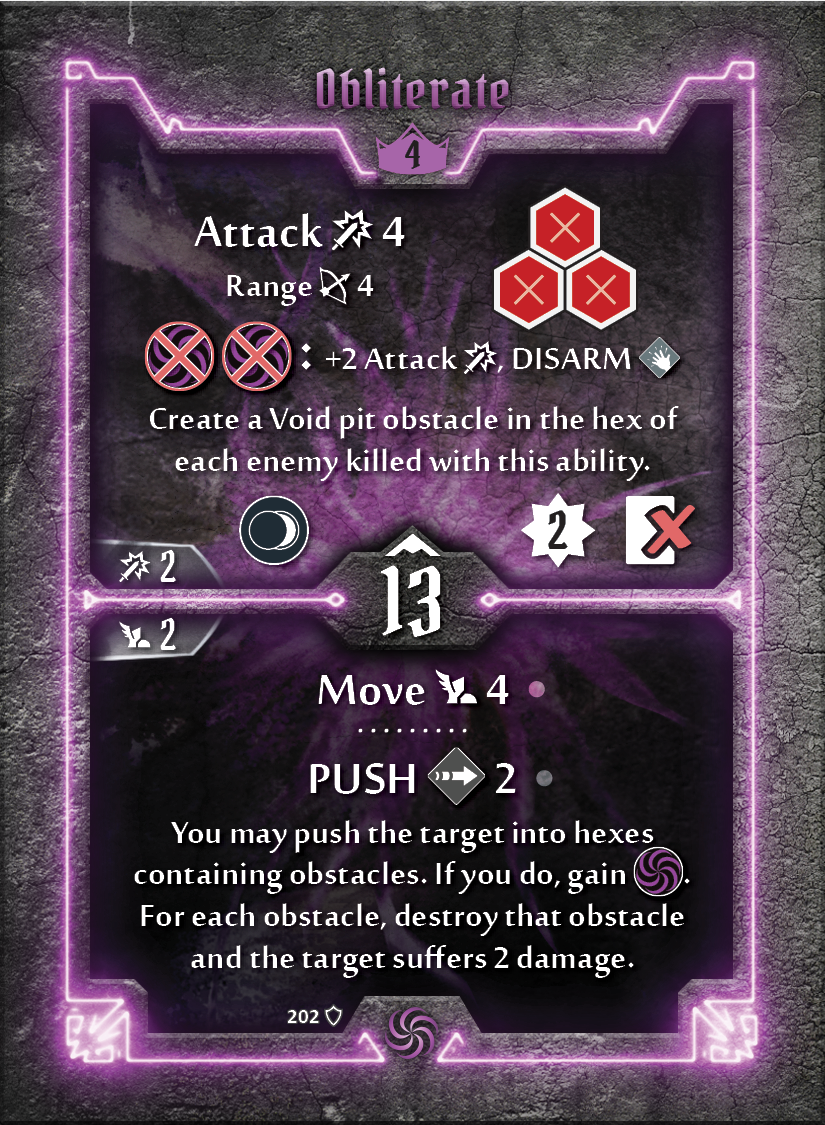 Obliterate
4
Attack 4
Range 4
: +2 Attack , DISARM
Create a Void pit obstacle in the hex of
each enemy killed with this ability.
2
2
13
2
Move 4
PUSH 2
You may push the target into hexes
containing obstacles. If you do, gain .
For each obstacle, destroy that obstacle
and the target suffers 2 damage.
202